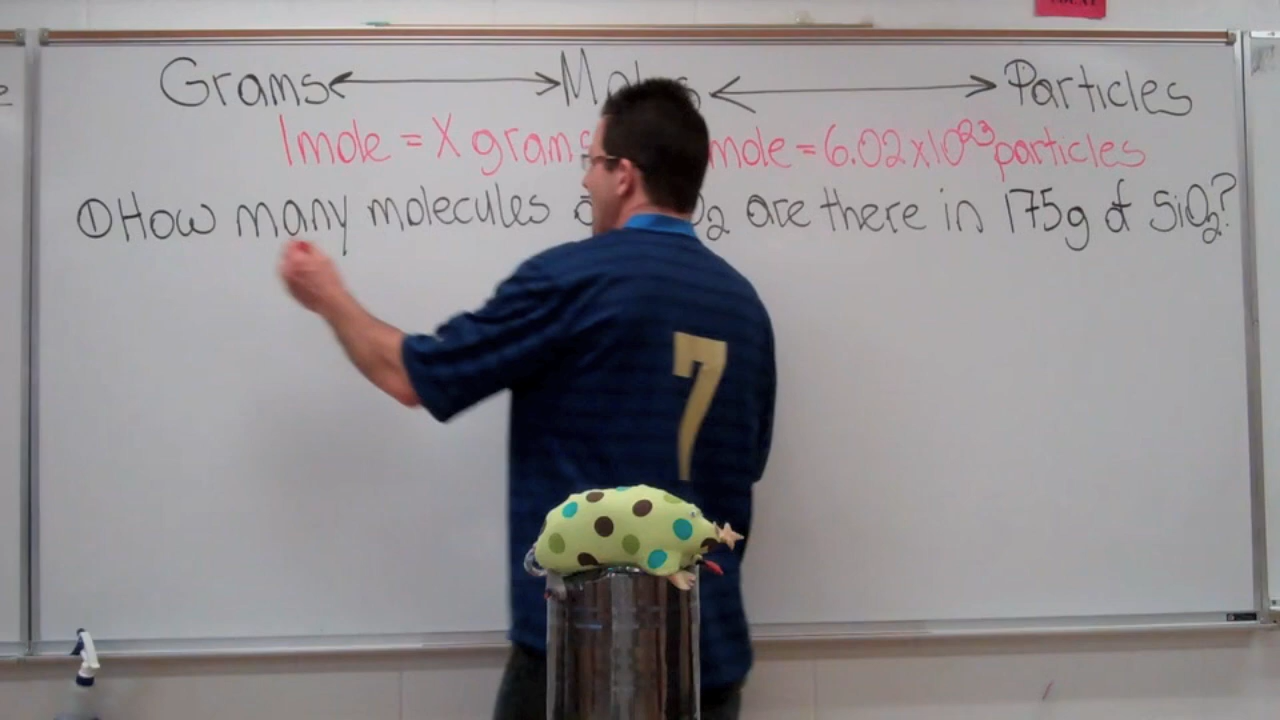 Grams ⟷ ⟷ Particles
1mole = X grams mole = 6.02x10²³ particles
① How many molecules are there in 175g of SiO₂?
7